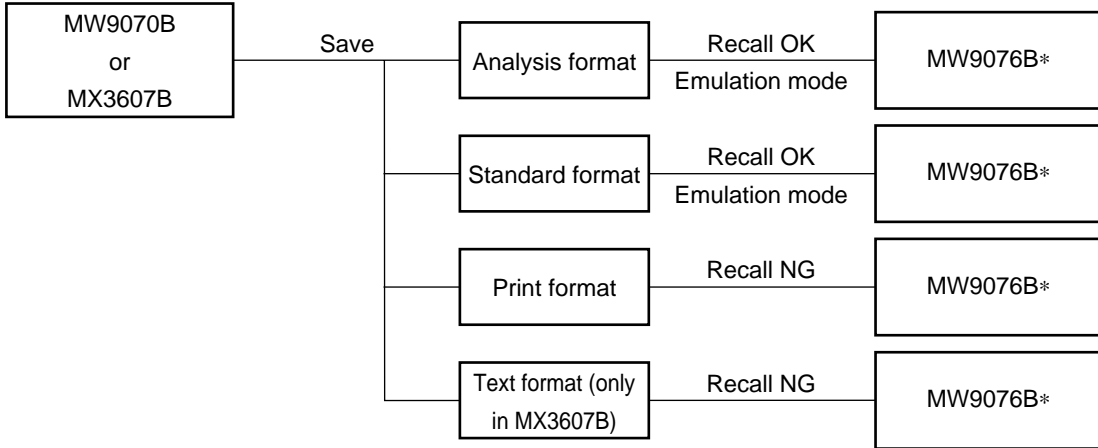 MW9070B
or
MX3607B
Save
Analysis format
Recall OK
Emulation mode
MW9076B*
Standard format
Recall OK
Emulation mode
MW9076B*
Print format
Recall NG
MW9076B*
Text format (only
in MX3607B)
Recall NG
MW9076B*